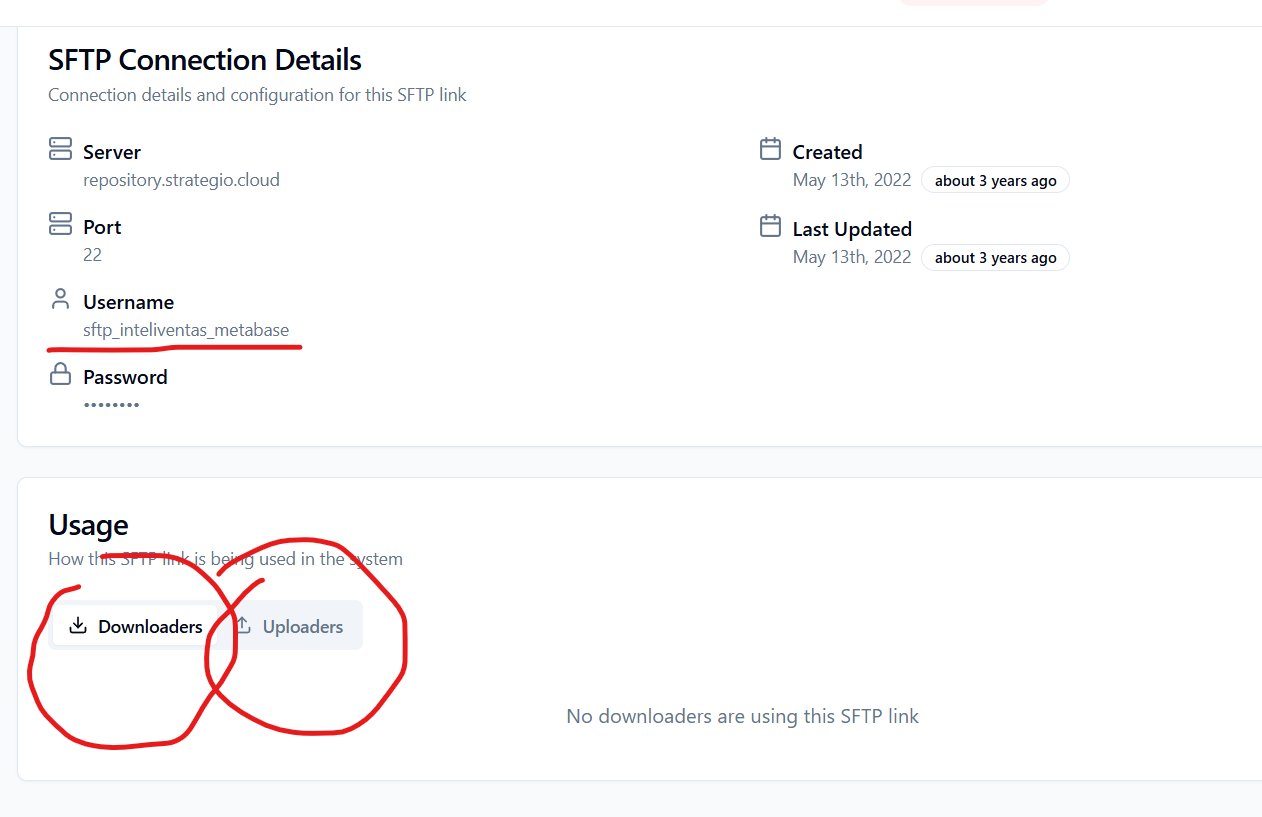 SFTP Connection Details
Connection details and configuration for this SFTP link
Server
repository.strategio.cloud
Port
22
Username
sftp_inteliventas_metabase
Password
••••••••
Created
May 13th, 2022 about 3 years ago
Last Updated
May 13th, 2022 about 3 years ago
Usage
How this SFTP link is being used in the system
Downloaders Uploaders
No downloaders are using this SFTP link